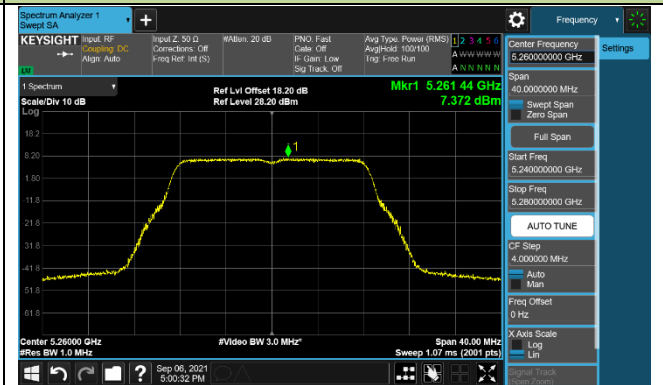 Spectrum Analyzer 1
Swept SA
Frequency
KEYSIGHT
Input: RF
Coupling: DC
Align: Auto
Input Z: 50 Ω
Corrections: Off
Freq Ref: Int (S)
#Atten: 20 dB
PNO: Fast
Gate: Off
IF Gain: Low
Sig Track: Off
Avg Type: Power (RMS)
Avg|Hold: 100/100
Trig: Free Run
1 2 3 4 5 6
A W W W W W
A N N N N N
Center Frequency
5.260000000 GHz
Settings
Span
40.0000000 MHz
Swept Span
Zero Span
Full Span
Start Freq
5.240000000 GHz
Stop Freq
5.280000000 GHz
AUTO TUNE
CF Step
4.000000 MHz
Auto
Man
Freq Offset
0 Hz
X Axis Scale
Log
Lin
Signal Track
(Span Zoom)
1 Spectrum
Scale/Div 10 dB
Log
Ref Lvl Offset 18.20 dB
Ref Level 28.20 dBm
Mkr1 5.261 44 GHz
7.372 dBm
1
18.2
8.20
1.80
-11.8
-21.8
-31.8
-41.8
-51.8
-61.8
Center 5.26000 GHz
#Res BW 1.0 MHz
#Video BW 3.0 MHz*
Span 40.00 MHz
Sweep 1.07 ms (2001 pts)
?
Sep 06, 2021
5:00:32 PM